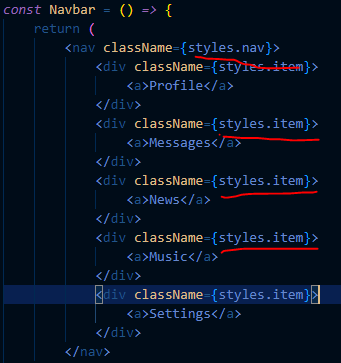 const Navbar = () => {
return (
<nav className={styles.nav}>
<div className={styles.item}>
<a>Profile</a>
</div>
<div className={styles.item}>
<a>Messages</a>
</div>
<div className={styles.item}>
<a>News</a>
</div>
<div className={styles.item}>
<a>Music</a>
</div>
<div className={styles.item}>
<a>Settings</a>
</div>
</nav>